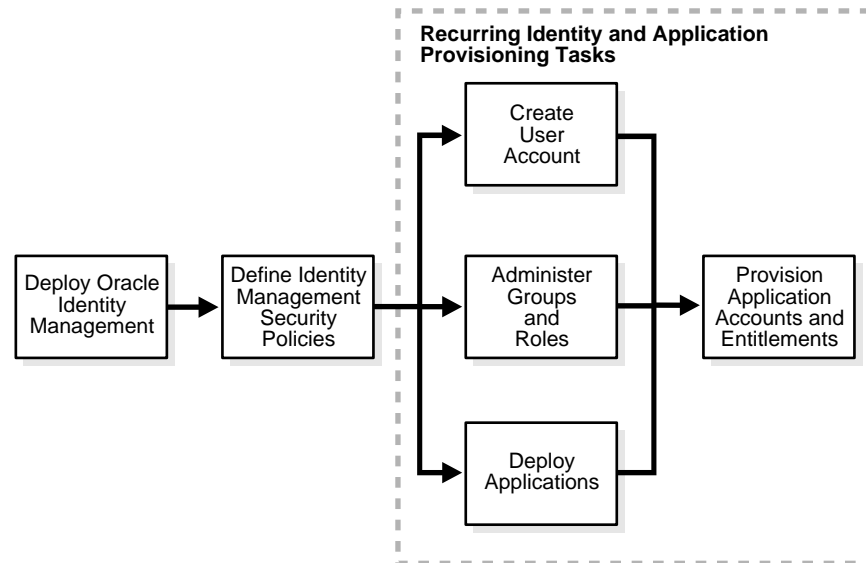 Recurring Identity and Application
Provisioning Tasks
Create
User
Account
Deploy Oracle
Identity
Management
Define Identity
Management
Security
Policies
Administer
Groups
and
Roles
Provision
Application
Accounts and
Entitlements
Deploy
Applications